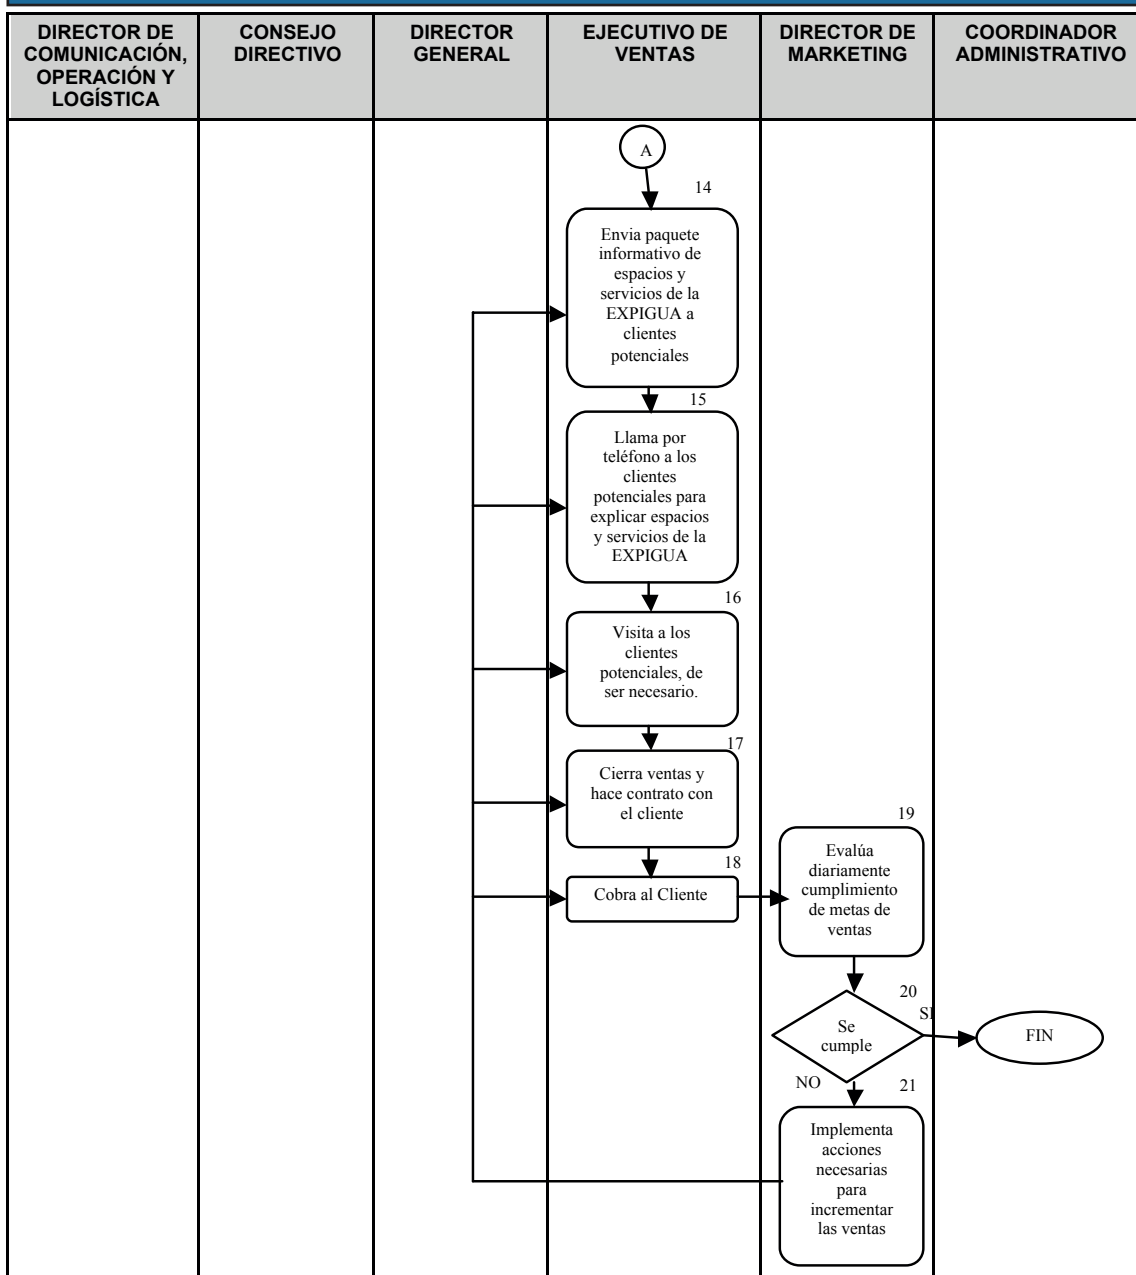 DIRECTOR DE
COMUNICACIÓN,
OPERACIÓN Y
LOGÍSTICA
CONSEJO
DIRECTIVO
DIRECTOR
GENERAL
EJECUTIVO DE
VENTAS
DIRECTOR DE
MARKETING
COORDINADOR
ADMINISTRATIVO
A
14
Envia paquete
informativo de
espacios y
servicios de la
EXPIGUA a
clientes
potenciales
15
Llama por
teléfono a los
clientes
potenciales para
explicar espacios
y servicios de la
EXPIGUA
16
Visita a los
clientes
potenciales, de
ser necesario.
17
Cierra ventas y
hace contrato con
el cliente
18
Cobra al Cliente
19
Evalúa
diariamente
cumplimiento
de metas de
ventas
20
Se
cumple
SI
FIN
NO
21
Implementa
acciones
necesarias
para
incrementar
las ventas